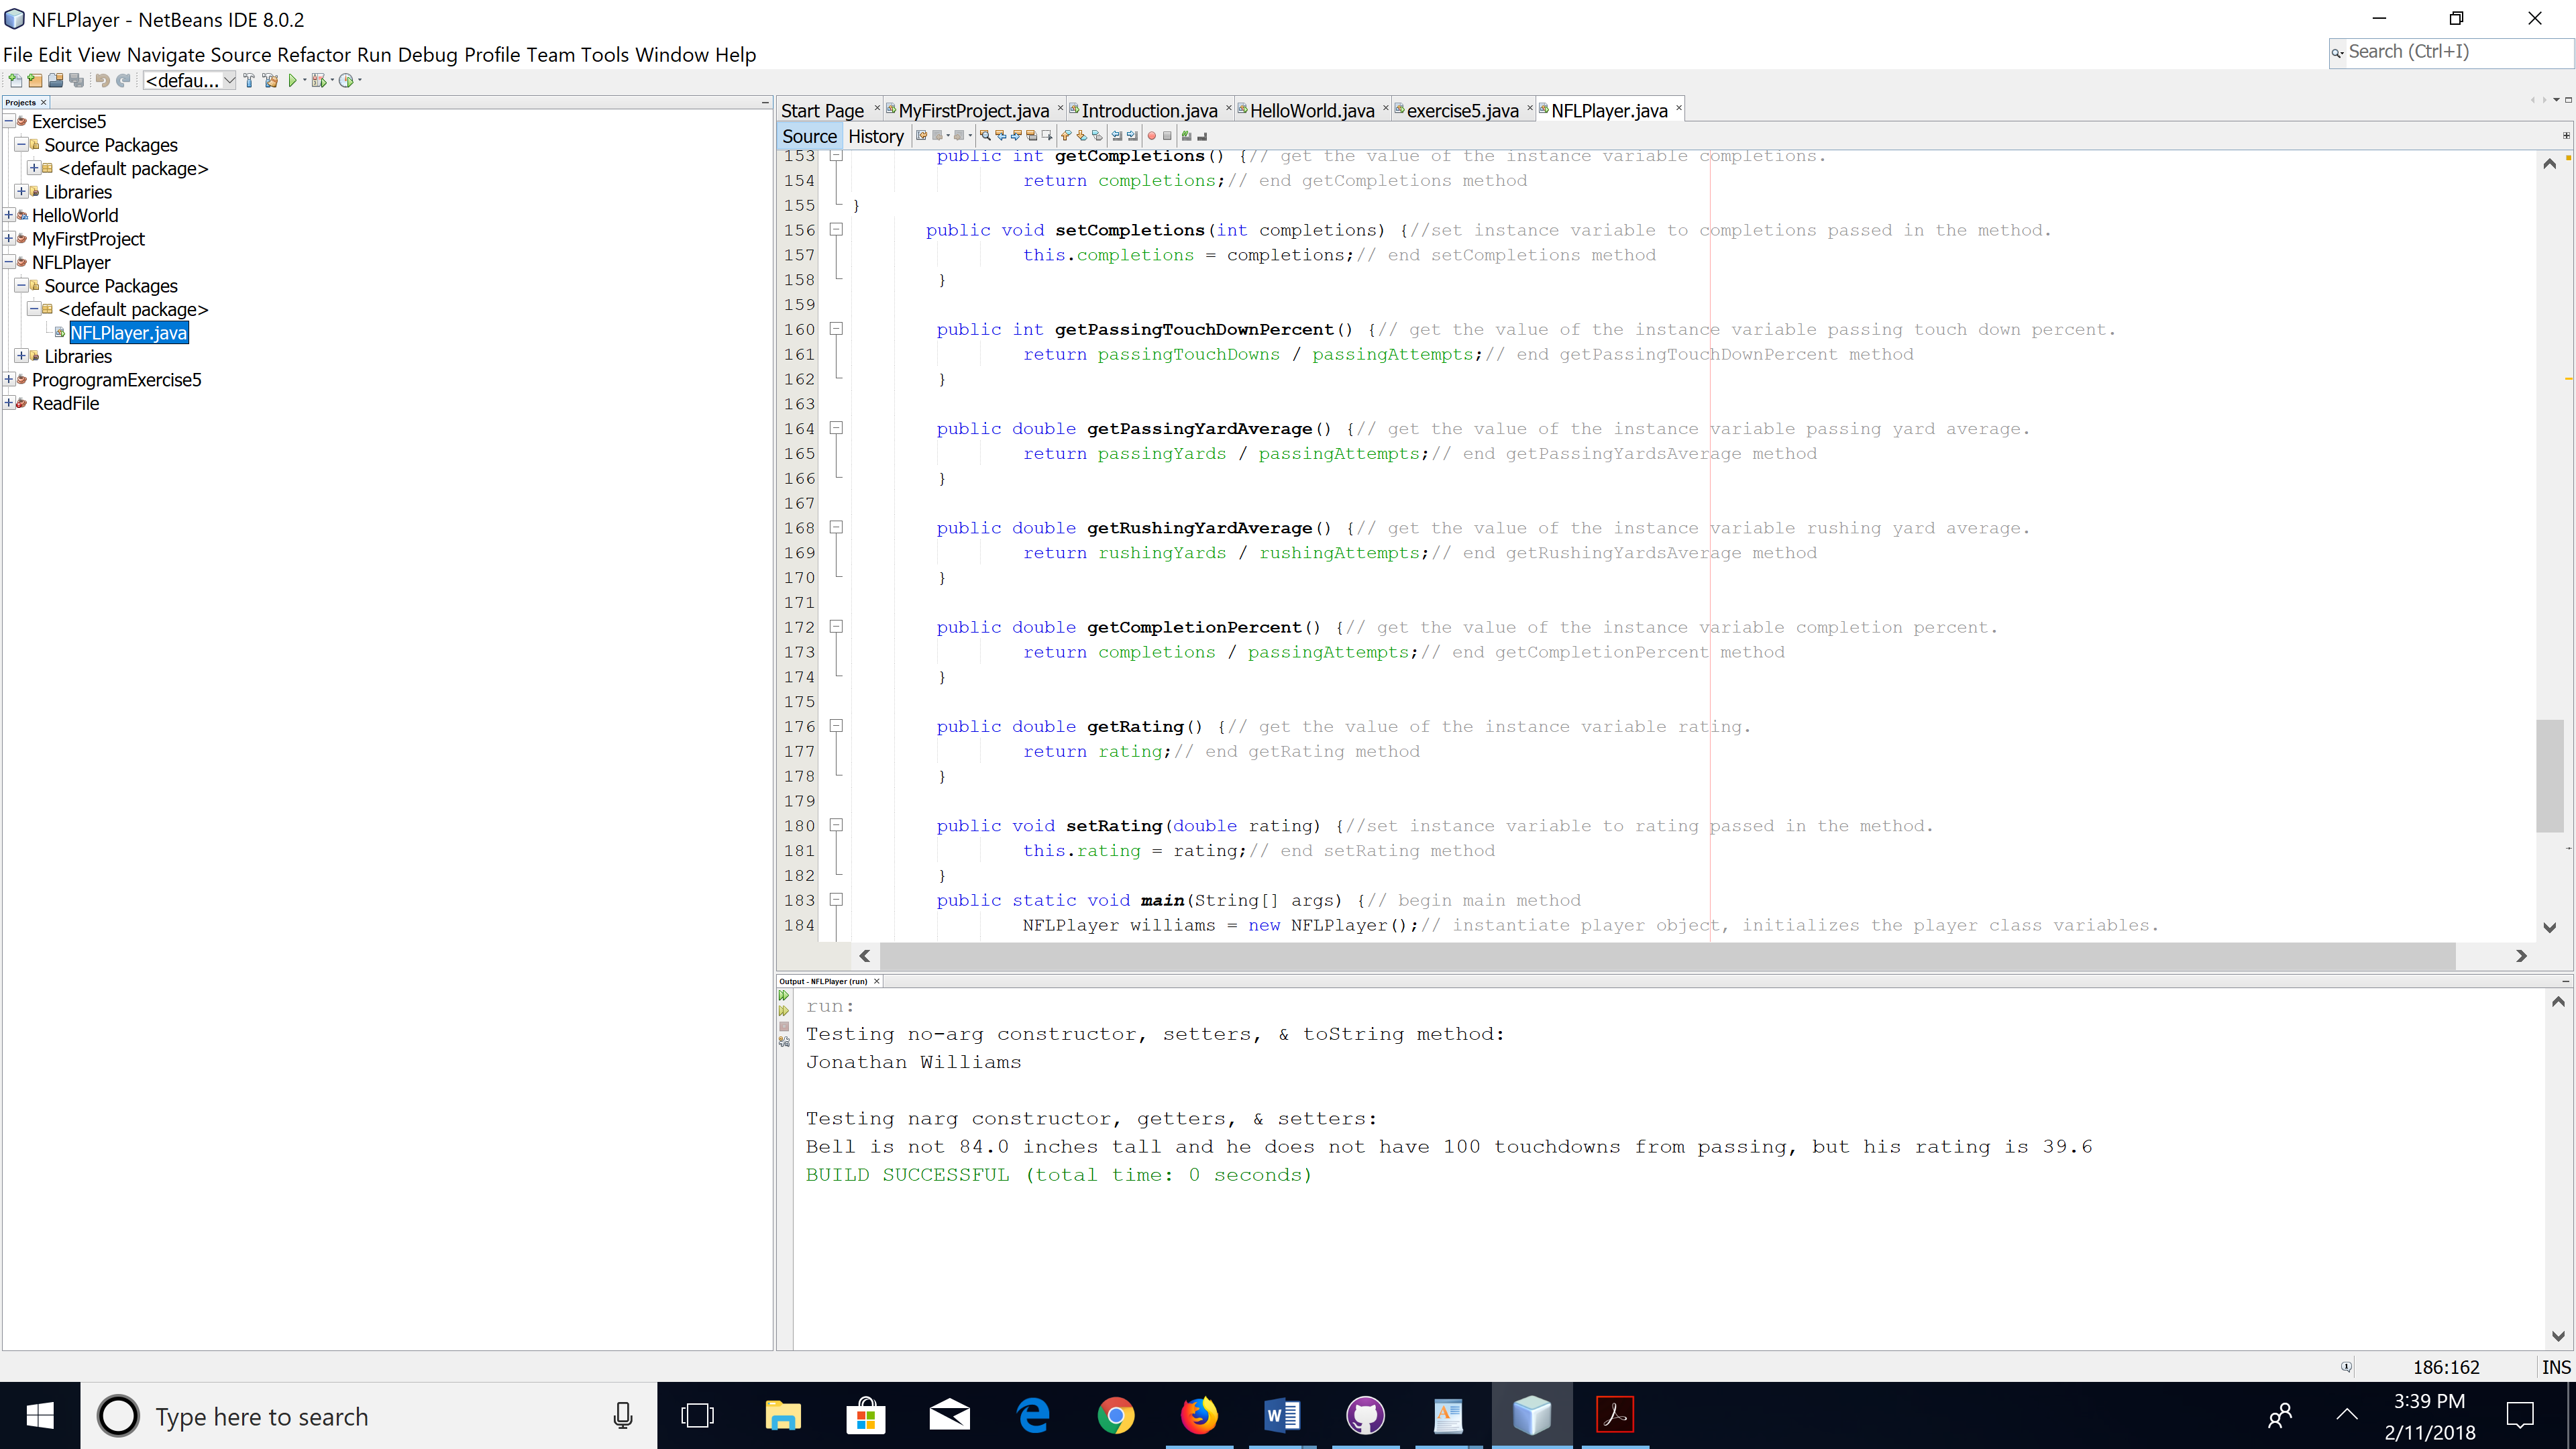 NFLPlayer - NetBeans IDE 8.0.2
File Edit View Navigate Source Refactor Run Debug Profile Team Tools Window Help
Search (Ctrl+I)
<defau...
Projects
Exercise5
Source Packages
<default package>
Libraries
HelloWorld
MyFirstProject
NFLPlayer
Source Packages
<default package>
NFLPlayer.java
Libraries
ProgrogramExercise5
ReadFile
Start Page MyFirstProject.java Introduction.java HelloWorld.java exercise5.java NFLPlayer.java
Source History
153 public int getCompletions() {// get the value of the instance variable completions.
154 return completions;// end getCompletions method
155 }
156 public void setCompletions(int completions) {//set instance variable to completions passed in the method.
157 this.completions = completions;// end setCompletions method
158 }
159
160 public int getPassingTouchDownPercent() {// get the value of the instance variable passing touch down percent.
161 return passingTouchDowns / passingAttempts;// end getPassingTouchDownPercent method
162 }
163
164 public double getPassingYardAverage() {// get the value of the instance variable passing yard average.
165 return passingYards / passingAttempts;// end getPassingYardsAverage method
166 }
167
168 public double getRushingYardAverage() {// get the value of the instance variable rushing yard average.
169 return rushingYards / rushingAttempts;// end getRushingYardsAverage method
170 }
171
172 public double getCompletionPercent() {// get the value of the instance variable completion percent.
173 return completions / passingAttempts;// end getCompletionPercent method
174 }
175
176 public double getRating() {// get the value of the instance variable rating.
177 return rating;// end getRating method
178 }
179
180 public void setRating(double rating) {//set instance variable to rating passed in the method.
181 this.rating = rating;// end setRating method
182 }
183 public static void main(String[] args) {// begin main method
184 NFLPlayer williams = new NFLPlayer();// instantiate player object, initializes the player class variables.
Output - NFLPlayer (run)
run:
Testing no-arg constructor, setters, & toString method:
Jonathan Williams
Testing narg constructor, getters, & setters:
Bell is not 84.0 inches tall and he does not have 100 touchdowns from passing, but his rating is 39.6
BUILD SUCCESSFUL (total time: 0 seconds)
186:162 INS
Type here to search
3:39 PM
2/11/2018